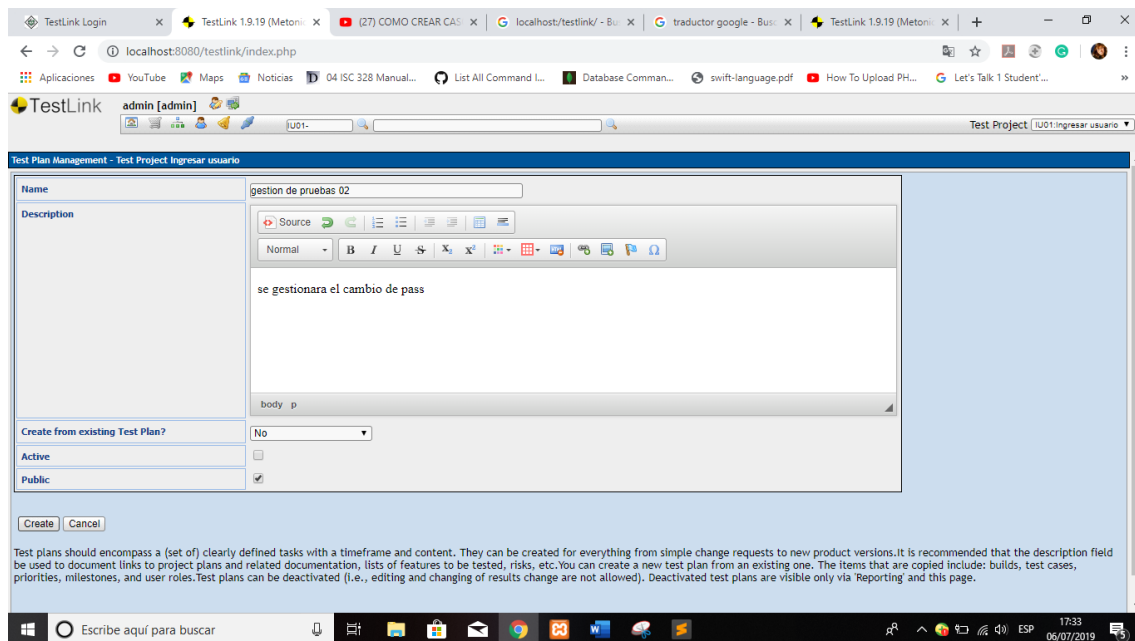 TestLink Login
TestLink 1.9.19 (Metonic
(27) COMO CREAR CAS
localhost:/testlink/ - Bus
traductor google - Busc
TestLink 1.9.19 (Metonic
localhost:8080/testlink/index.php
Aplicaciones YouTube Maps Noticias 04 ISC 328 Manual... List All Command l... Database Comman... swift-language.pdf How To Upload PH... Let's Talk 1 Student'... »
TestLink admin [admin]
IU01-
Test Project IU01:Ingresar usuario
Test Plan Management - Test Project Ingresar usuario
Name gestion de pruebas 02
Description
Source
Normal B I U S X₂ X² Ω
se gestionara el cambio de pass
body p
Create from existing Test Plan? No
Active
Public
Create Cancel
Test plans should encompass a (set of) clearly defined tasks with a timeframe and content. They can be created for everything from simple change requests to new product versions.It is recommended that the description field
be used to document links to project plans and related documentation, lists of features to be tested, risks, etc.You can create a new test plan from an existing one. The items that are copied include: builds, test cases,
priorities, milestones, and user roles.Test plans can be deactivated (i.e., editing and changing of results change are not allowed). Deactivated test plans are visible only via 'Reporting' and this page.
Escribe aquí para buscar
ESP
17:33
06/07/2019